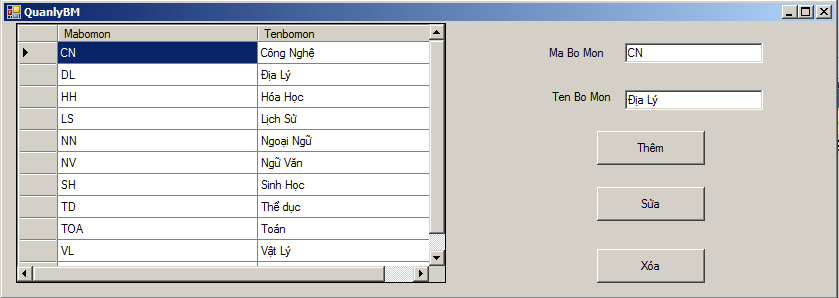 QuanlyBM
Mabomon Tenbomon
CN Công Nghệ
DL Địa Lý
HH Hóa Học
LS Lịch Sử
NN Ngoại Ngữ
NV Ngữ Văn
SH Sinh Học
TD Thể dục
TOA Toán
VL Vật Lý
Ma Bo Mon CN
Ten Bo Mon Địa Lý
Thêm
Sửa
Xóa